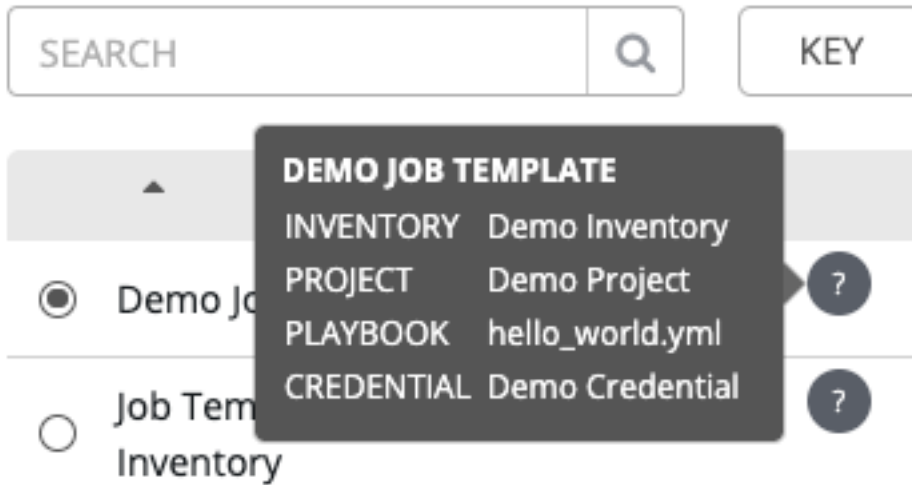 SEARCH KEY
DEMO JOB TEMPLATE
INVENTORY Demo Inventory
PROJECT Demo Project
PLAYBOOK hello_world.yml
CREDENTIAL Demo Credential
?
Demo
?
Job Tem
Inventory